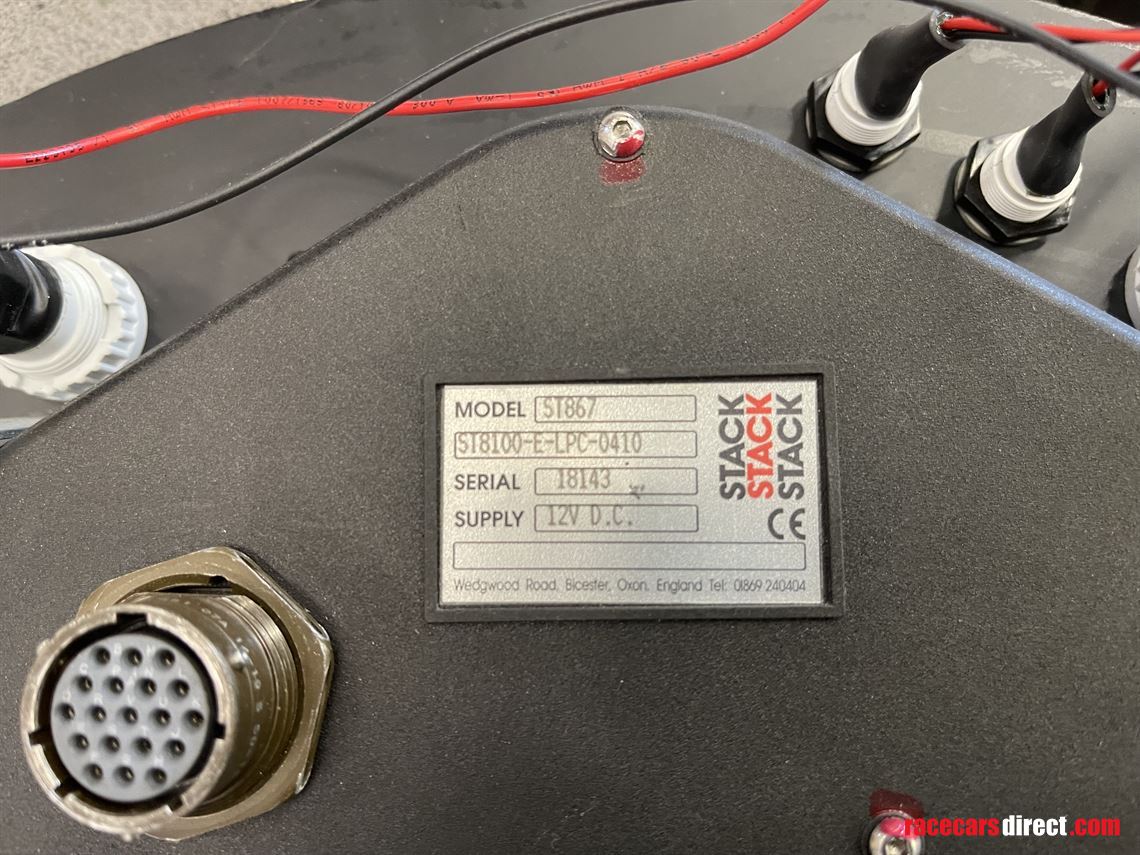 MODEL ST867
ST8100-E-LPC-0410
SERIAL 18143
SUPPLY 12V D.C.
STACK
STACK
STACK
CE
Wedgwood Road, Bicester, Oxon, England Tel: 01869 240404
racecarsdirect.com